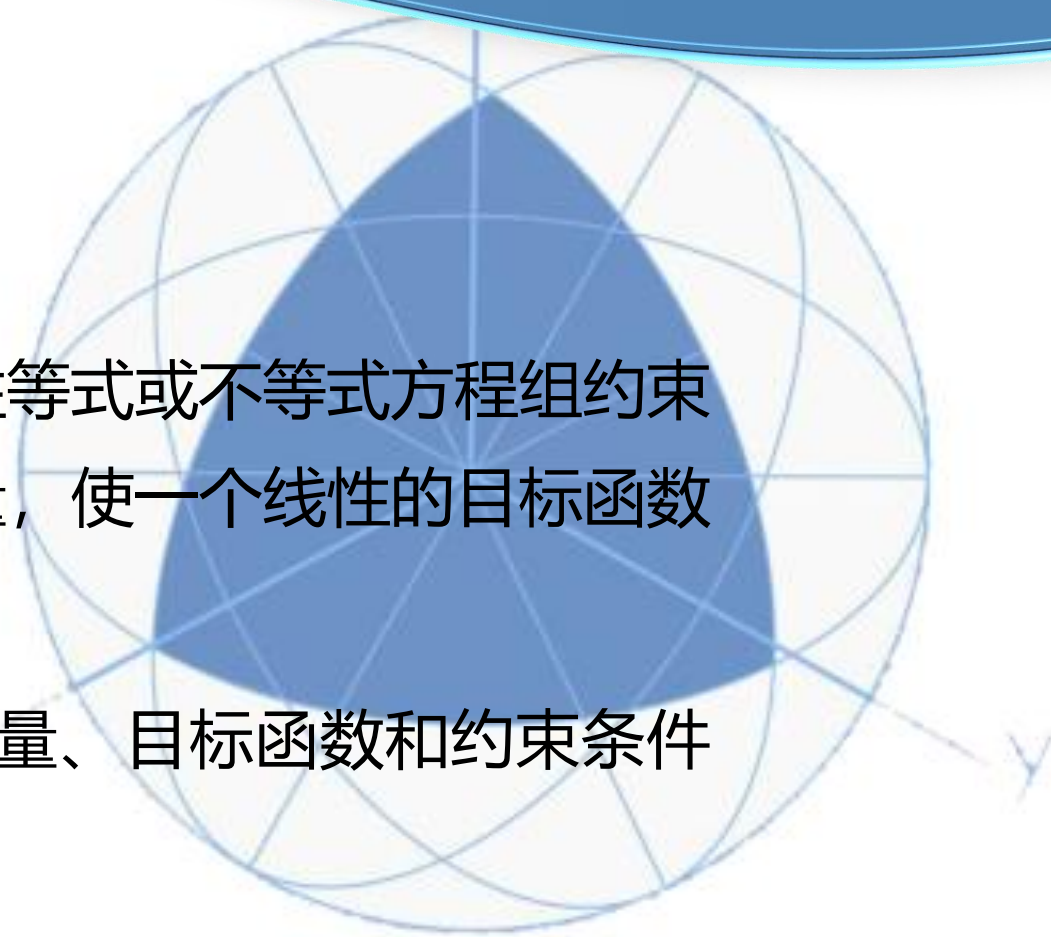 等式或不等式方程组约束
，使一个线性的目标函数
量、目标函数和约束条件
y